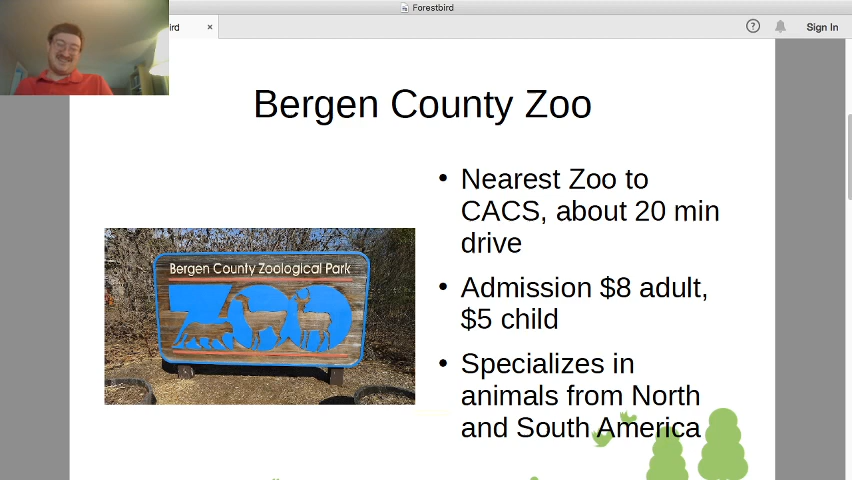 Forestbird
ird
×
?
Sign In
Bergen County Zoo
Bergen County Zoological Park
ZOO
• Nearest Zoo to
CACS, about 20 min
drive
• Admission $8 adult,
$5 child
• Specializes in
animals from North
and South America